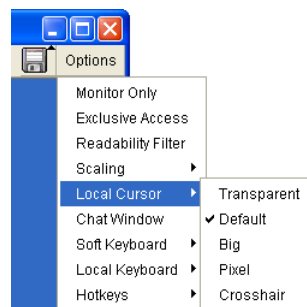 Options
Monitor Only
Exclusive Access
Readability Filter
Scaling
Local Cursor
Chat Window
Soft Keyboard
Local Keyboard
Hotkeys
Transparent
Default
Big
Pixel
Crosshair